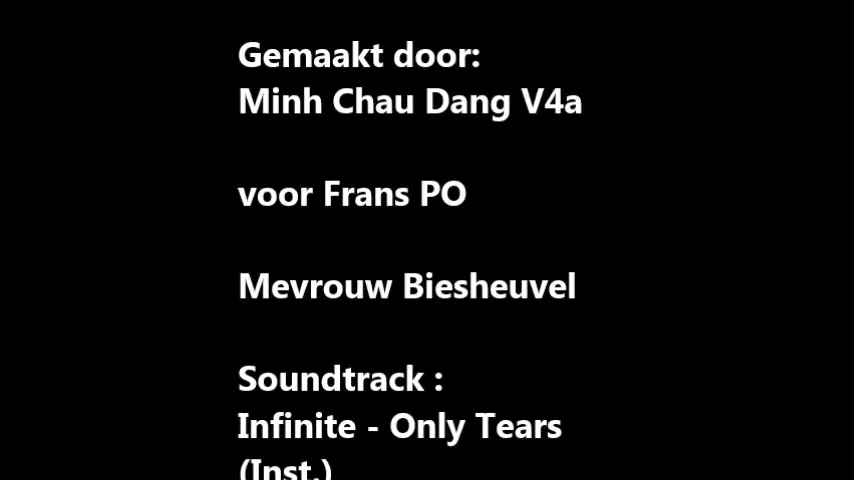 Gemaakt door:
Minh Chau Dang V4a
voor Frans PO
Mevrouw Biesheuvel
Soundtrack :
Infinite - Only Tears
(Inst.)